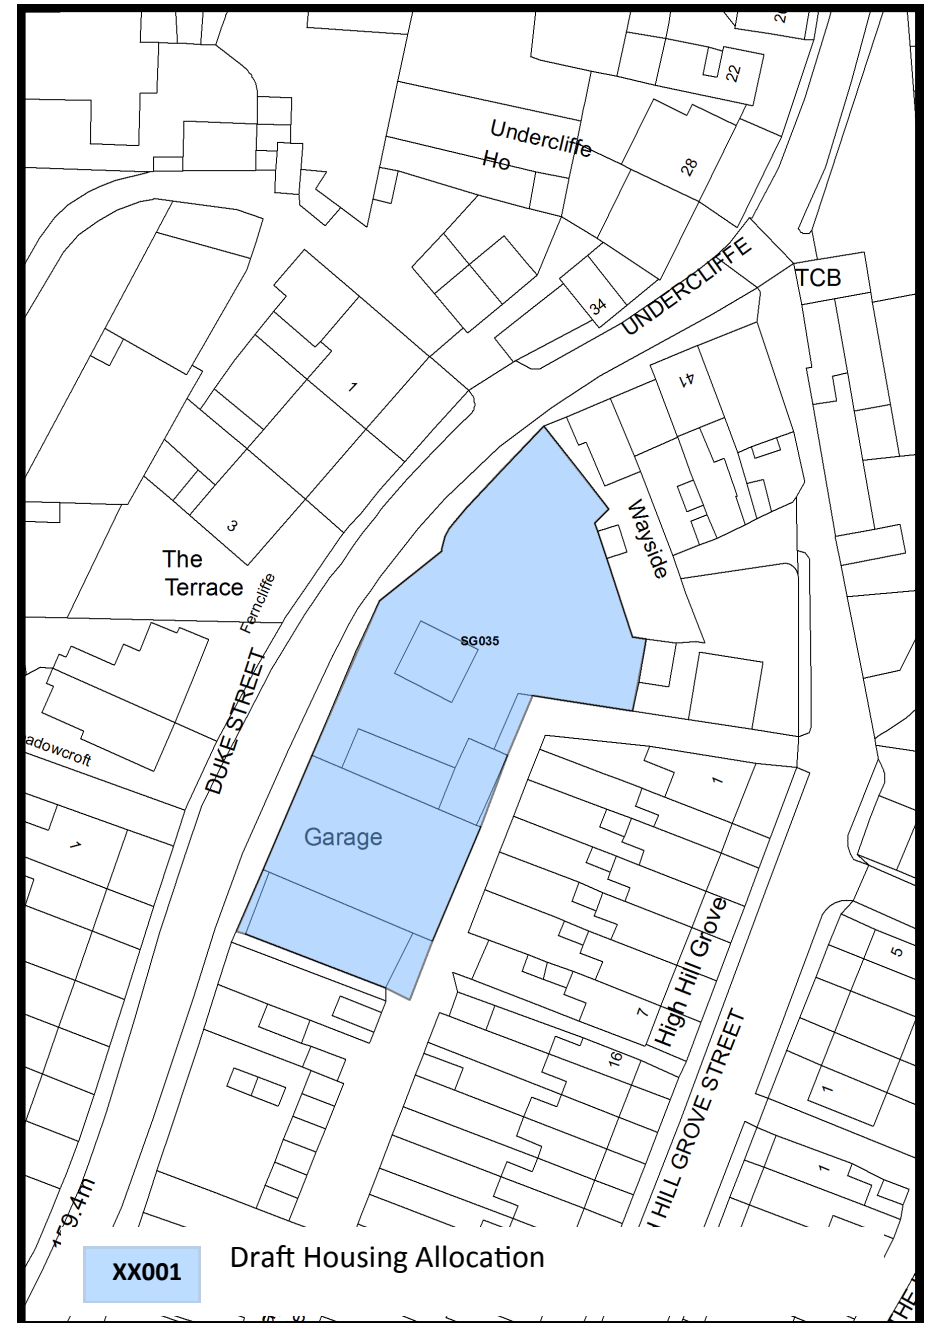 22
Undercliffe
Ho
28
UNDERCLIFFE
TCB
34
1
41
3
Wayside
The
Terrace
Ferncliffe
SG035
DUKE STREET
adowcroft
1
1
Garage
High Hill Grove
5
7
16
HILL GROVE STREET
1
1
9.4m
XX001
Draft Housing Allocation
THE